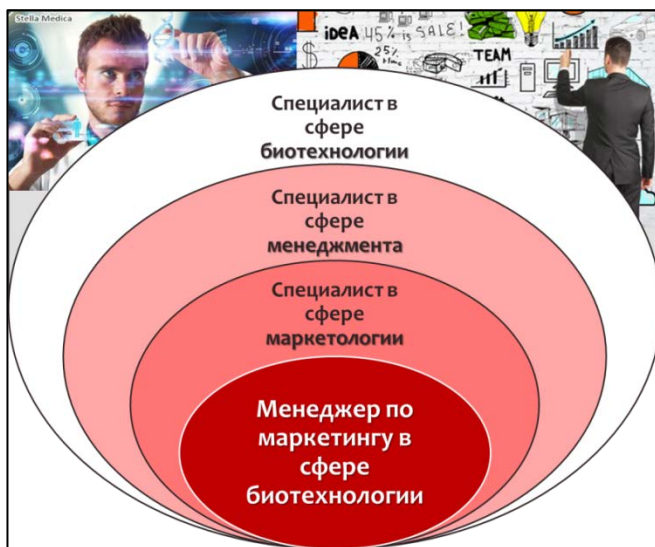 Stella Medica
iDEA 45% is SALE!
25%
TEAM
Специалист в
сфере
биотехнологии
Специалист в
сфере
менеджмента
Специалист в
сфере
маркетологии
Менеджер по
маркетингу в
сфере
биотехнологии